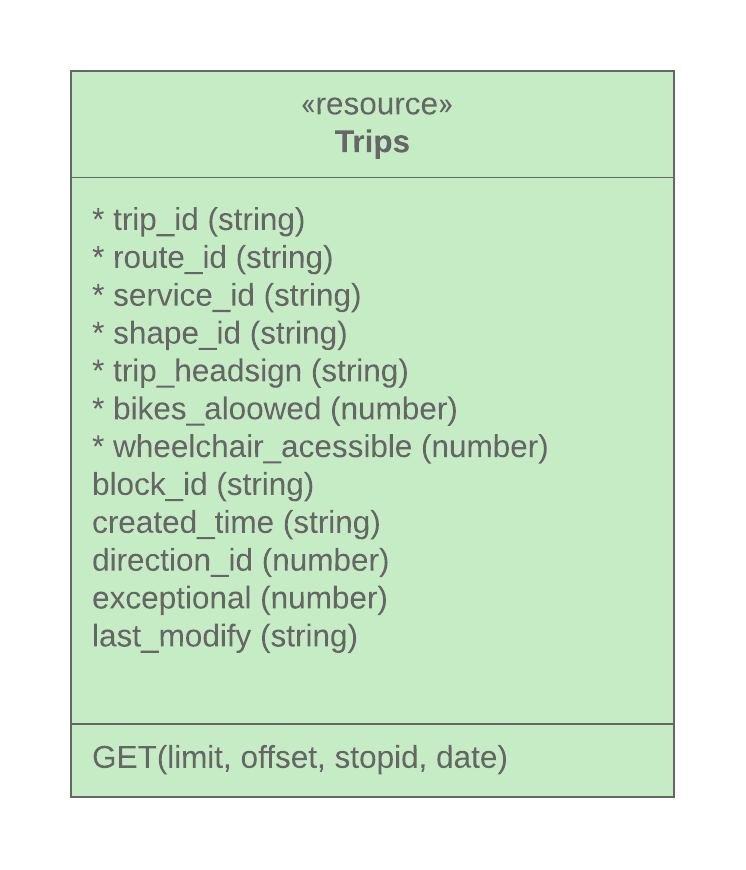 «resource»
Trips
* trip_id (string)
* route_id (string)
* service_id (string)
* shape_id (string)
* trip_headsign (string)
* bikes_aloowed (number)
* wheelchair_acessible (number)
block_id (string)
created_time (string)
direction_id (number)
exceptional (number)
last_modify (string)
GET(limit, offset, stopid, date)